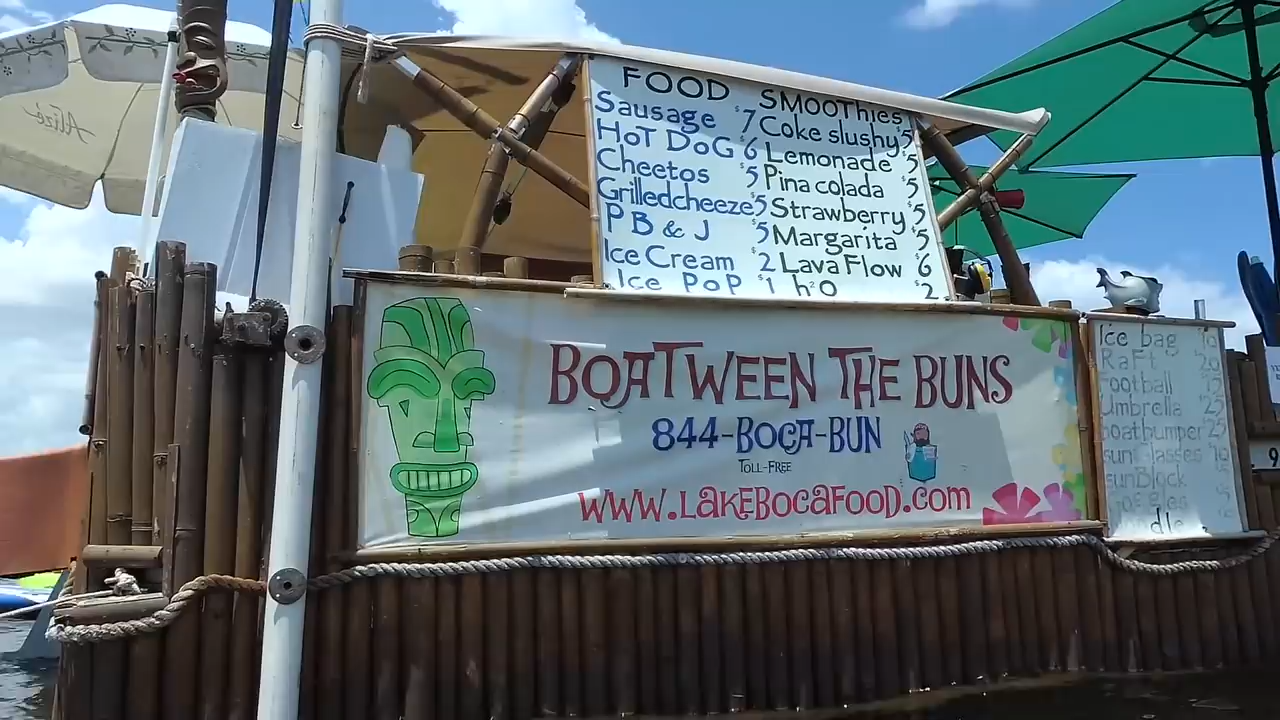 Alizé
FOOD
Sausage $7
HoT DoG $6
Cheetos $5
Grilledcheeze $5
PB & J $5
Ice Cream $2
Ice PoP $1
SMOOThies
Coke slushy $5
Lemonade $5
Pina colada $5
Strawberry $5
Margarita $5
Lava Flow $6
h2o $2
BOATWEEN THE BUNS
844-BOCA-BUN
TOLL-FREE
WWW.LAKEBOCAFOOD.COM
Ice bag
RaFt
Football
Umbrella
boatbumper
sunGlasses
sunBlock
9